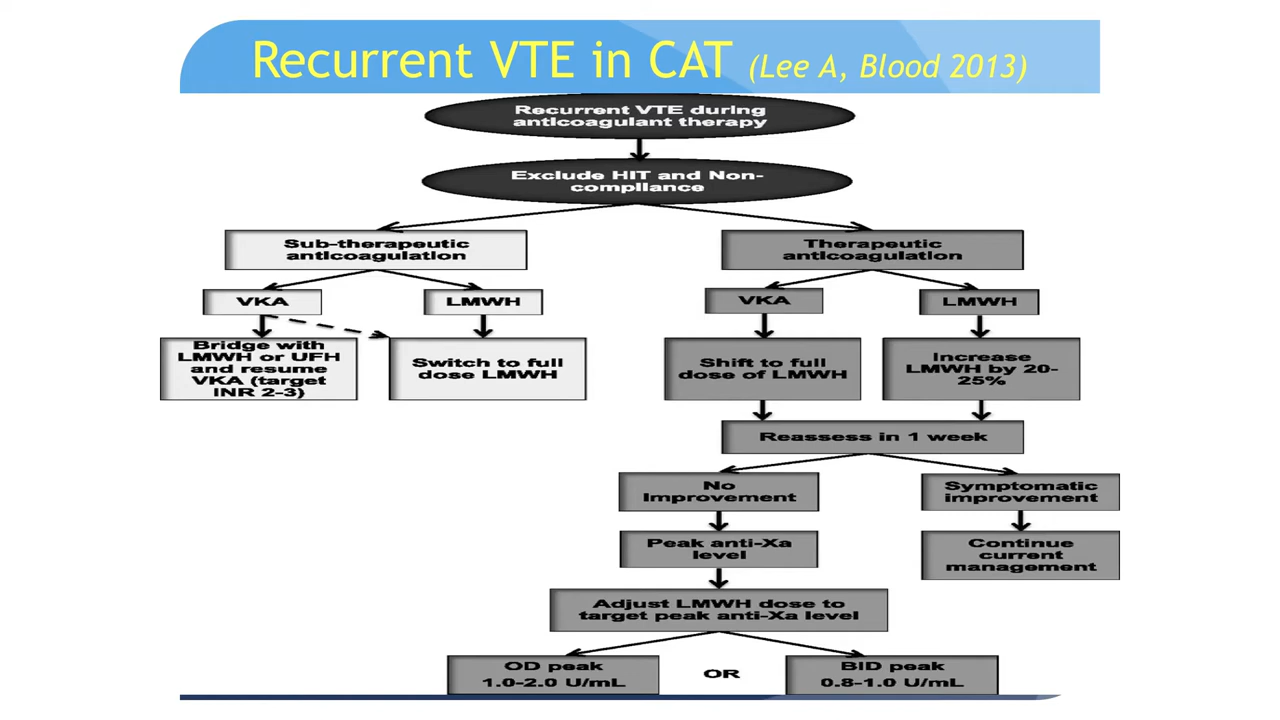 Recurrent VTE in CAT (Lee A, Blood 2013)
Recurrent VTE during
anticoagulant therapy
Exclude HIT and Non-
compliance
Sub-therapeutic
anticoagulation
Therapeutic
anticoagulation
VKA
LMWH
VKA
LMWH
Bridge with
LMWH or UFH
and resume
VKA (target
INR 2-3)
Switch to full
dose LMWH
Shift to full
dose of LMWH
Increase
LMWH by 20-
25%
Reassess in 1 week
No
Improvement
Symptomatic
improvement
Peak anti-Xa
level
Continue
current
management
Adjust LMWH dose to
target peak anti-Xa level
OD peak
1.0-2.0 U/mL
OR
BID peak
0.8-1.0 U/mL